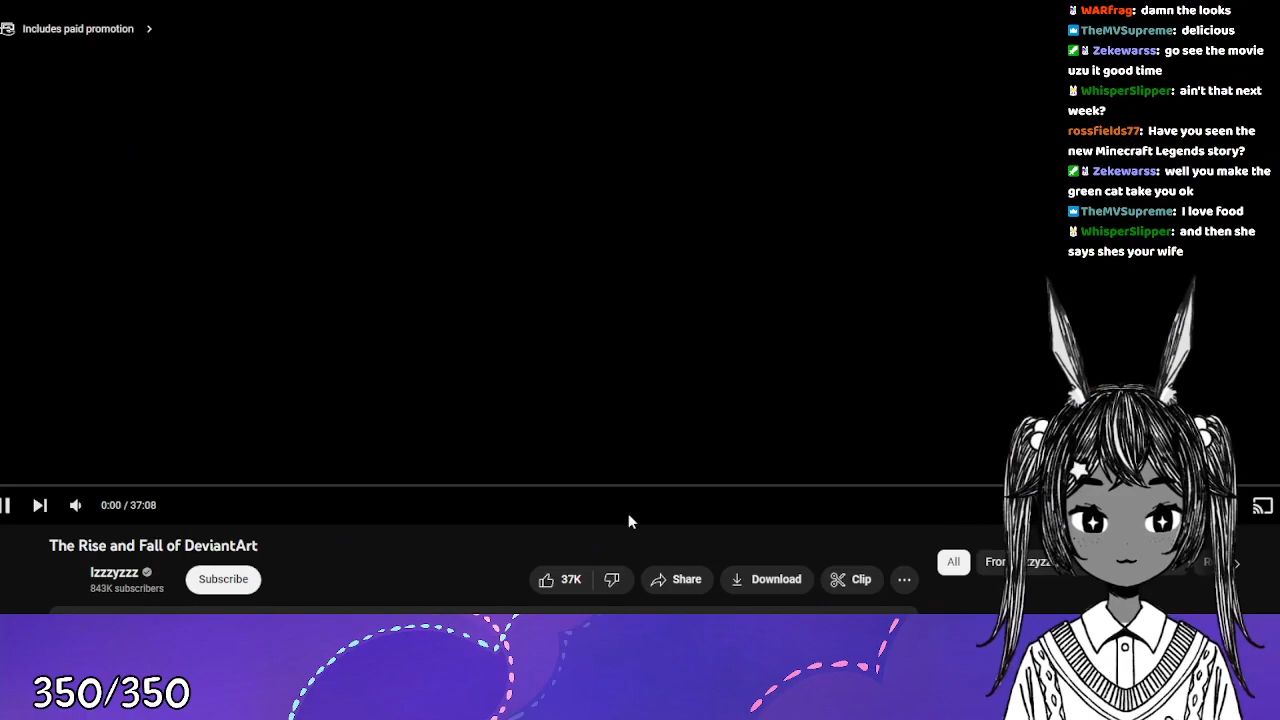 Includes paid promotion
WARfrag: damn the looks
TheMVSupreme: delicious
Zekewarss: go see the movie
uzu it good time
WhisperSlipper: ain't that next
week?
rossfields77: Have you seen the
new Minecraft Legends story?
Zekewarss: well you make the
green cat take you ok
TheMVSupreme: I love food
WhisperSlipper: and then she
says shes your wife
0:00 / 37:08
The Rise and Fall of DeviantArt
Izzzyzzz
843K subscribers
Subscribe
37K
Share
Download
Clip
All
350/350